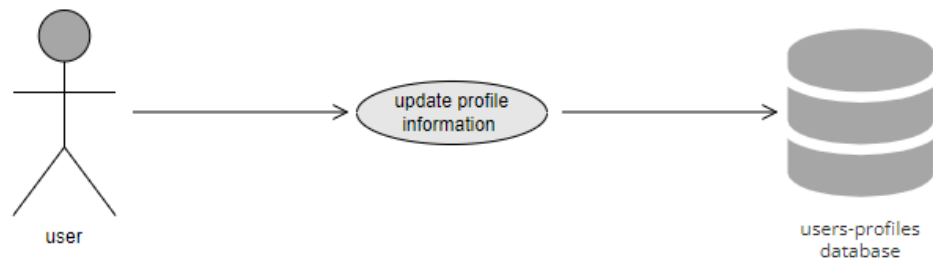 update profile
information
user
users-profiles
database